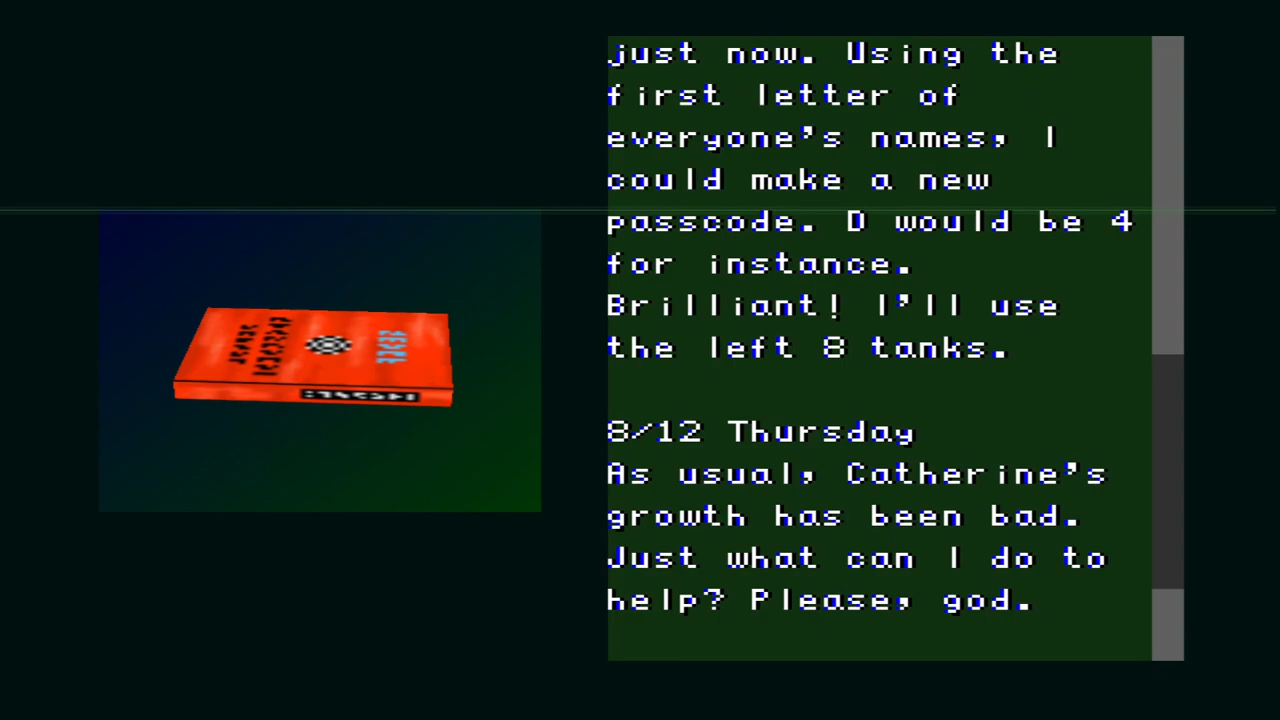 just now. Using the
first letter of
everyone's names, I
could make a new
passcode. D would be 4
for instance.
Brilliant! I'll use
the left 8 tanks.
8/12 Thursday
As usual, Catherine's
growth has been bad.
Just what can I do to
help? Please, god.